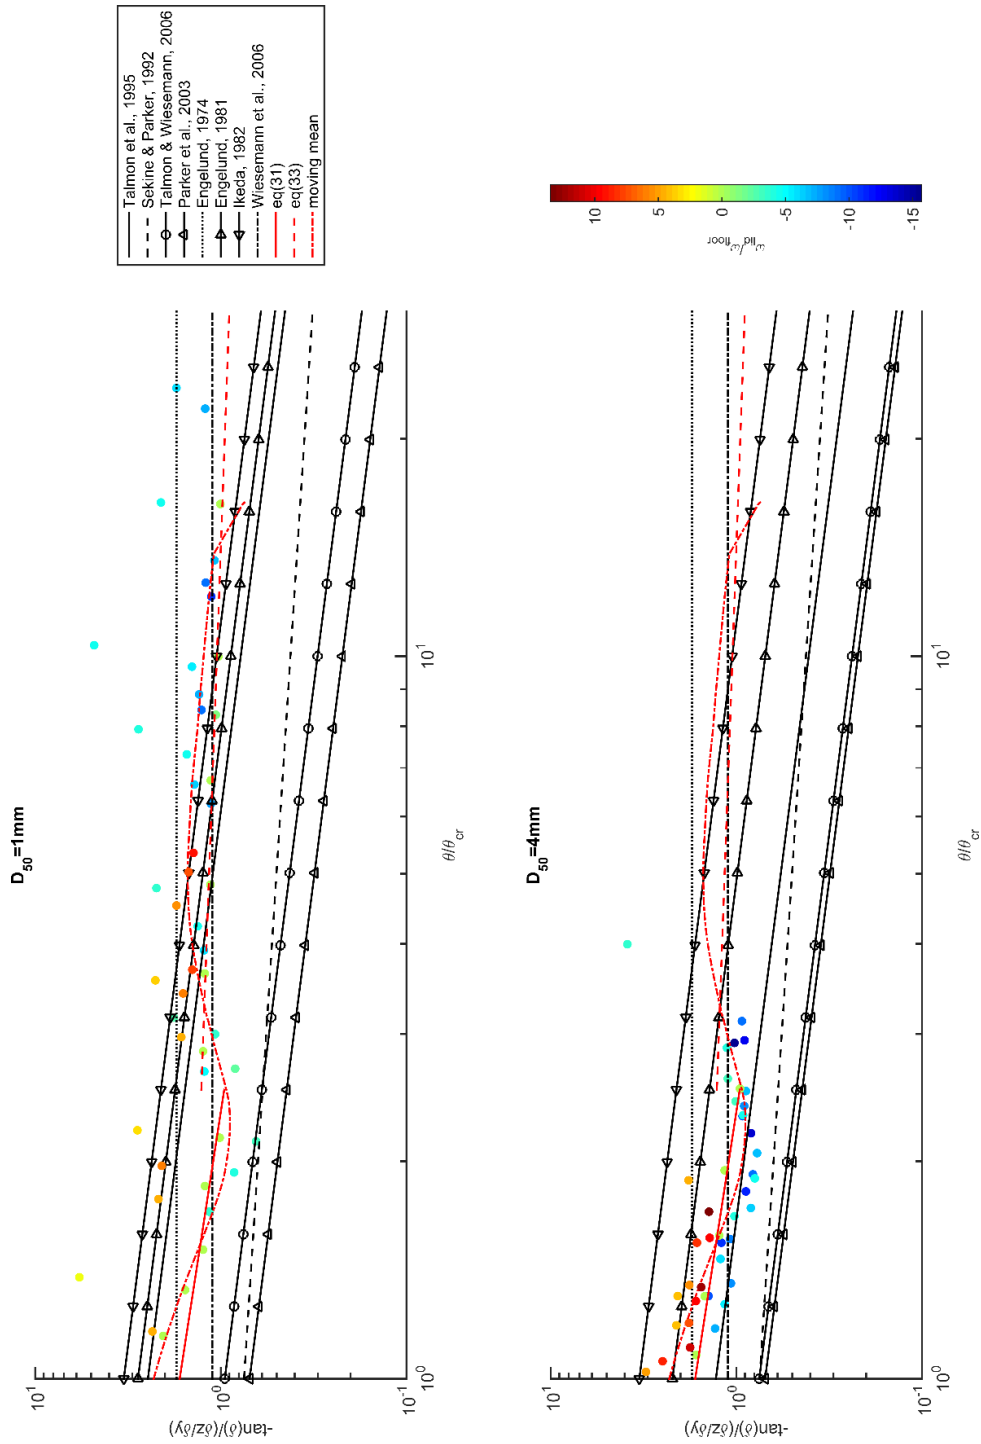 D50=1mm
-tan(δ)/(δz/δy)
10^1
10^0
10^-1
10^0
10^1
θ/θcr
Talmon et al., 1995
Sekine & Parker, 1992
Talmon & Wiesemann, 2006
Parker et al., 2003
Engelund, 1974
Engelund, 1981
Ikeda, 1982
Wiesemann et al., 2006
eq(31)
eq(33)
moving mean
D50=4mm
-tan(δ)/(δz/δy)
10^1
10^0
10^-1
10^0
10^1
θ/θcr
10
5
0
-5
-10
-15
ωlid/ωfloor